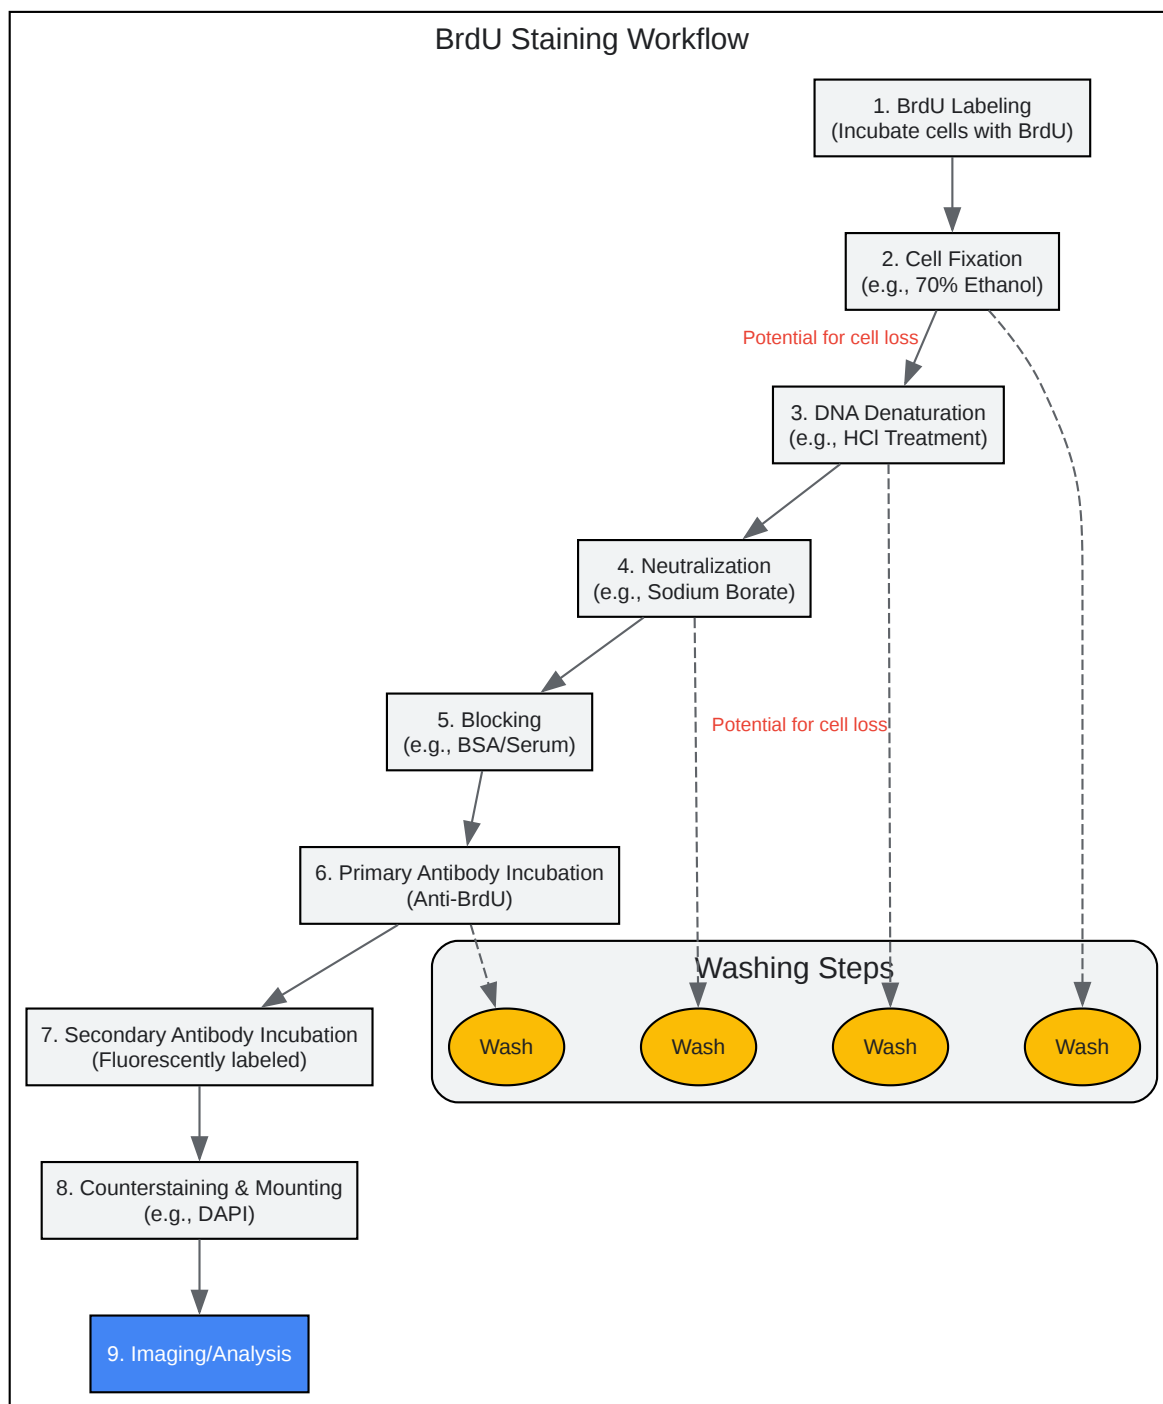 BrdU Staining Workflow
1. BrdU Labeling
(Incubate cells with BrdU)
2. Cell Fixation
(e.g., 70% Ethanol)
Potential for cell loss
3. DNA Denaturation
(e.g., HCl Treatment)
4. Neutralization
(e.g., Sodium Borate)
5. Blocking
(e.g., BSA/Serum)
Potential for cell loss
6. Primary Antibody Incubation
(Anti-BrdU)
Washing Steps
7. Secondary Antibody Incubation
(Fluorescently labeled)
Wash
Wash
Wash
Wash
8. Counterstaining & Mounting
(e.g., DAPI)
9. Imaging/Analysis